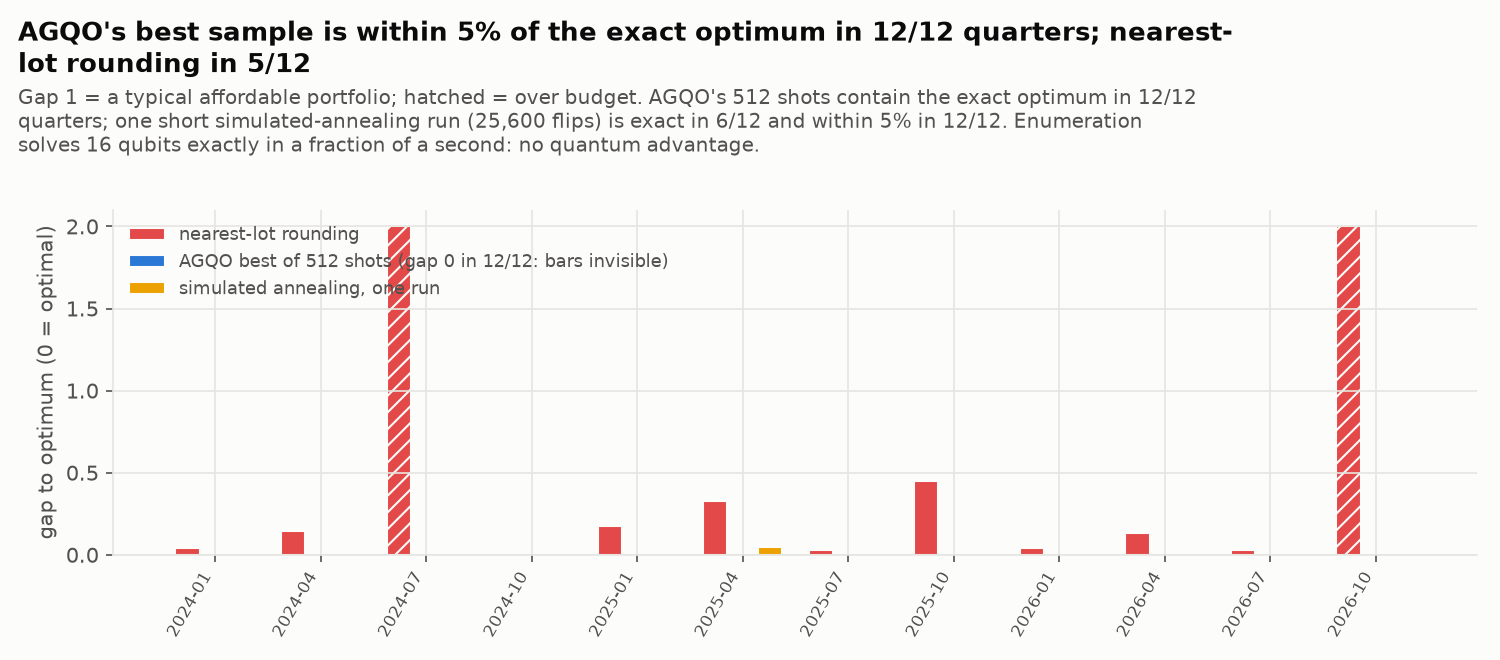 AGQO's best sample is within 5% of the exact optimum in 12/12 quarters; nearest-
lot rounding in 5/12
Gap 1 = a typical affordable portfolio; hatched = over budget. AGQO's 512 shots contain the exact optimum in 12/12
quarters; one short simulated-annealing run (25,600 flips) is exact in 6/12 and within 5% in 12/12. Enumeration
solves 16 qubits exactly in a fraction of a second: no quantum advantage.
gap to optimum (0 = optimal)
2.0
1.5
1.0
0.5
0.0
nearest-lot rounding
AGQO best of 512 shots (gap 0 in 12/12: bars invisible)
simulated annealing, one run
2024-01
2024-04
2024-07
2024-10
2025-01
2025-04
2025-07
2025-10
2026-01
2026-04
2026-07
2026-10